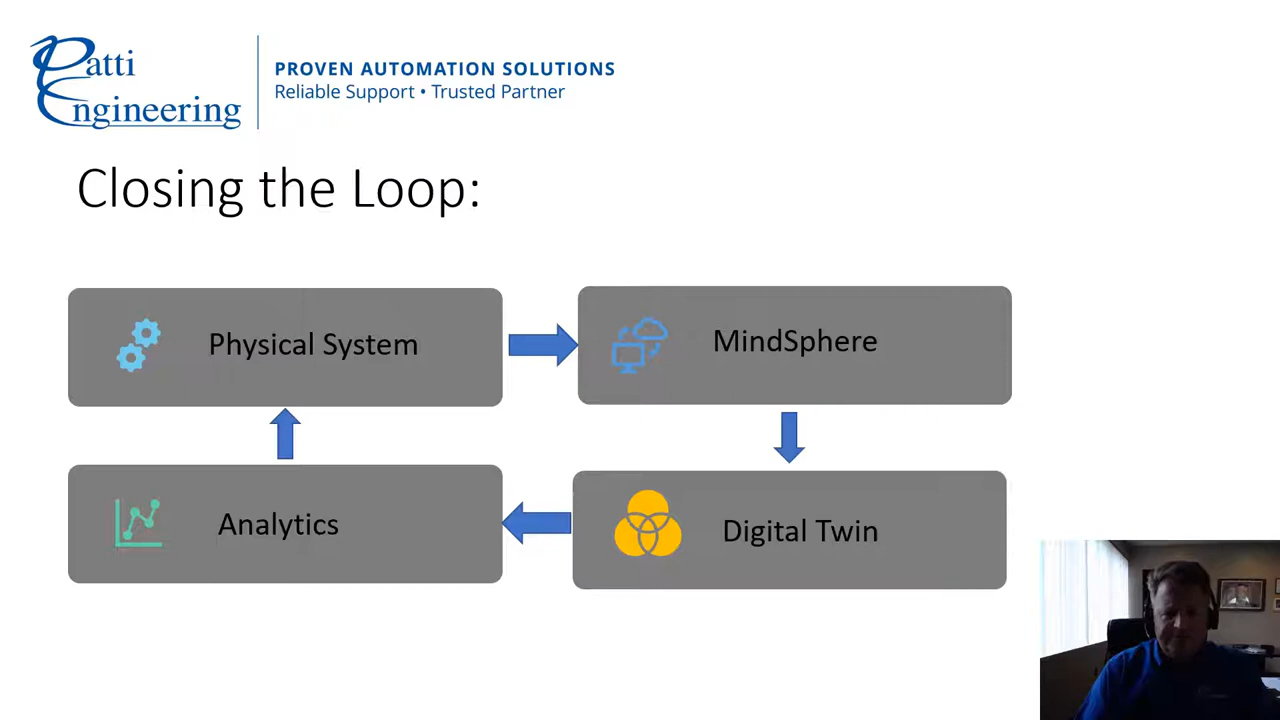 Patti
Engineering
PROVEN AUTOMATION SOLUTIONS
Reliable Support • Trusted Partner
Closing the Loop:
Physical System
MindSphere
Analytics
Digital Twin